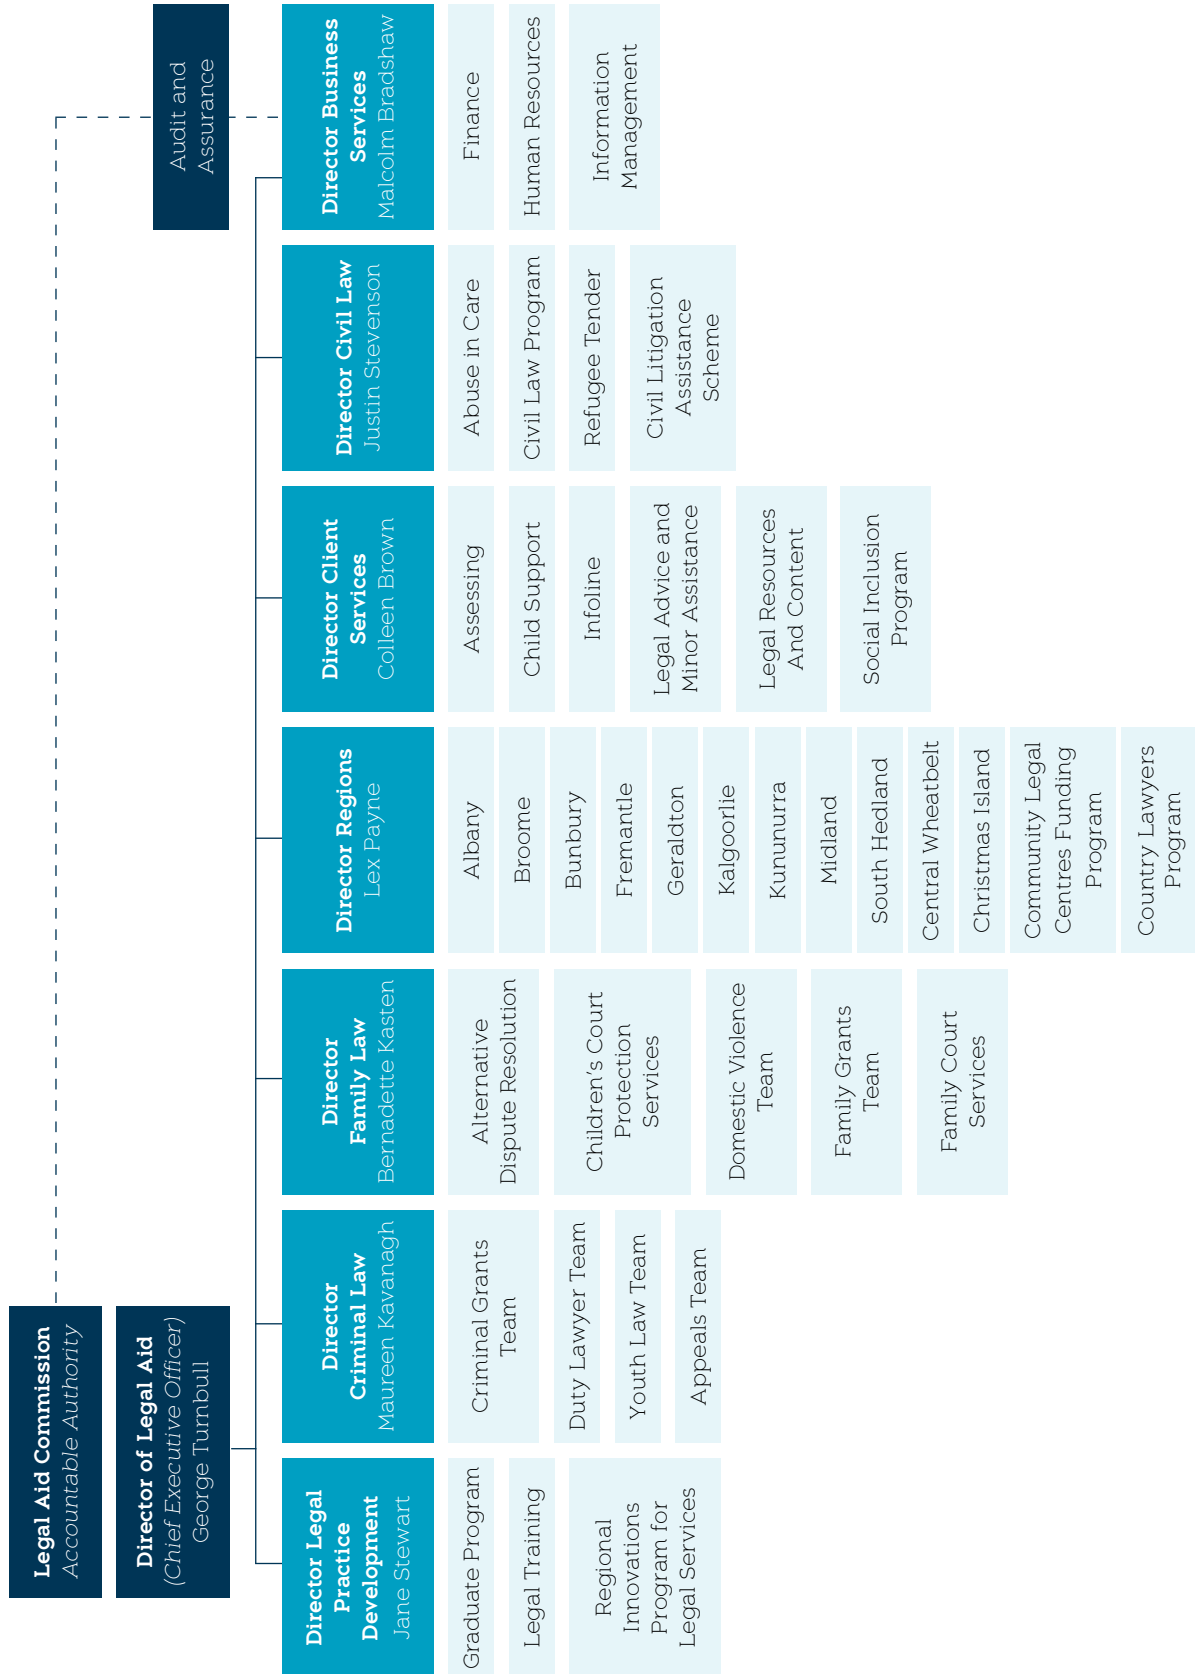 Legal Aid Commission
Accountable Authority
Director of Legal Aid
(Chief Executive Officer)
George Turnbull
Audit and
Assurance
Director Legal
Practice
Development
Jane Stewart
Graduate Program
Legal Training
Regional
Innovations
Program for
Legal Services
Director
Criminal Law
Maureen Kavanagh
Criminal Grants
Team
Duty Lawyer Team
Youth Law Team
Appeals Team
Director
Family Law
Bernadette Kasten
Alternative
Dispute Resolution
Children's Court
Protection
Services
Domestic Violence
Team
Family Grants
Team
Family Court
Services
Director Regions
Lex Payne
Albany
Broome
Bunbury
Fremantle
Geraldton
Kalgoorlie
Kununurra
Midland
South Hedland
Central Wheatbelt
Christmas Island
Community Legal
Centres Funding
Program
Country Lawyers
Program
Director Client
Services
Colleen Brown
Assessing
Child Support
Infoline
Legal Advice and
Minor Assistance
Legal Resources
And Content
Social Inclusion
Program
Director Civil Law
Justin Stevenson
Abuse in Care
Civil Law Program
Refugee Tender
Civil Litigation
Assistance
Scheme
Director Business
Services
Malcolm Bradshaw
Finance
Human Resources
Information
Management